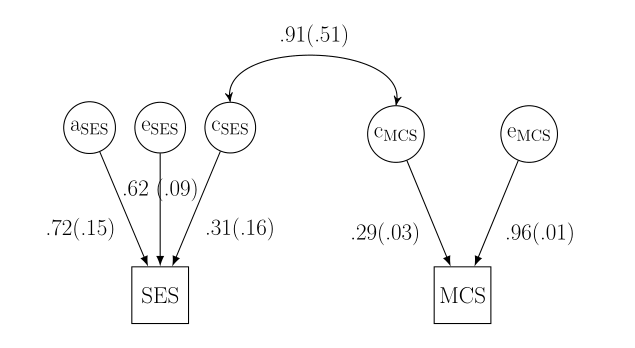 .91(.51)
aSES eSES cSES cMCS eMCS
.62 (.09)
.72(.15) .31(.16) .29(.03) .96(.01)
SES MCS